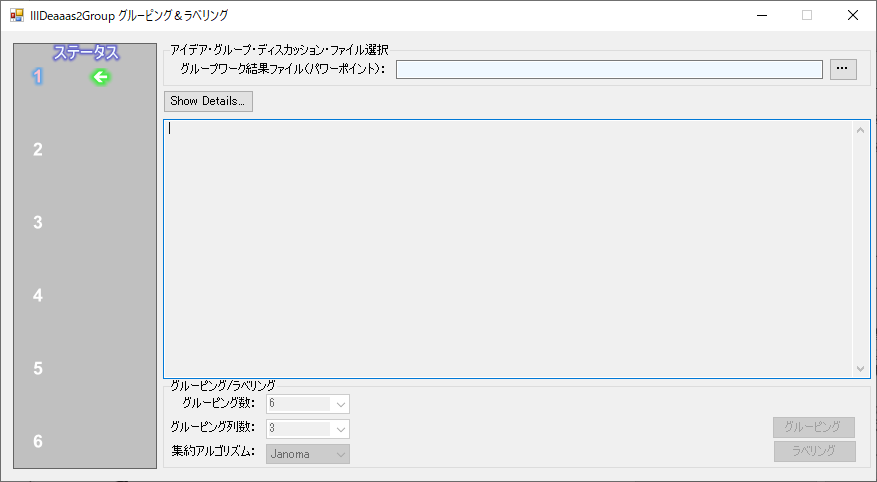 IIIDeaaas2Group グルーピング＆ラベリング
ステータス
1
2
3
4
5
6
アイデア・グループ・ディスカッション・ファイル選択
グループワーク結果ファイル(パワーポイント):
...
Show Details...
グルーピング/ラベリング
グルーピング数: 6
グルーピング列数: 3
グルーピング
集約アルゴリズム: Janoma
ラベリング